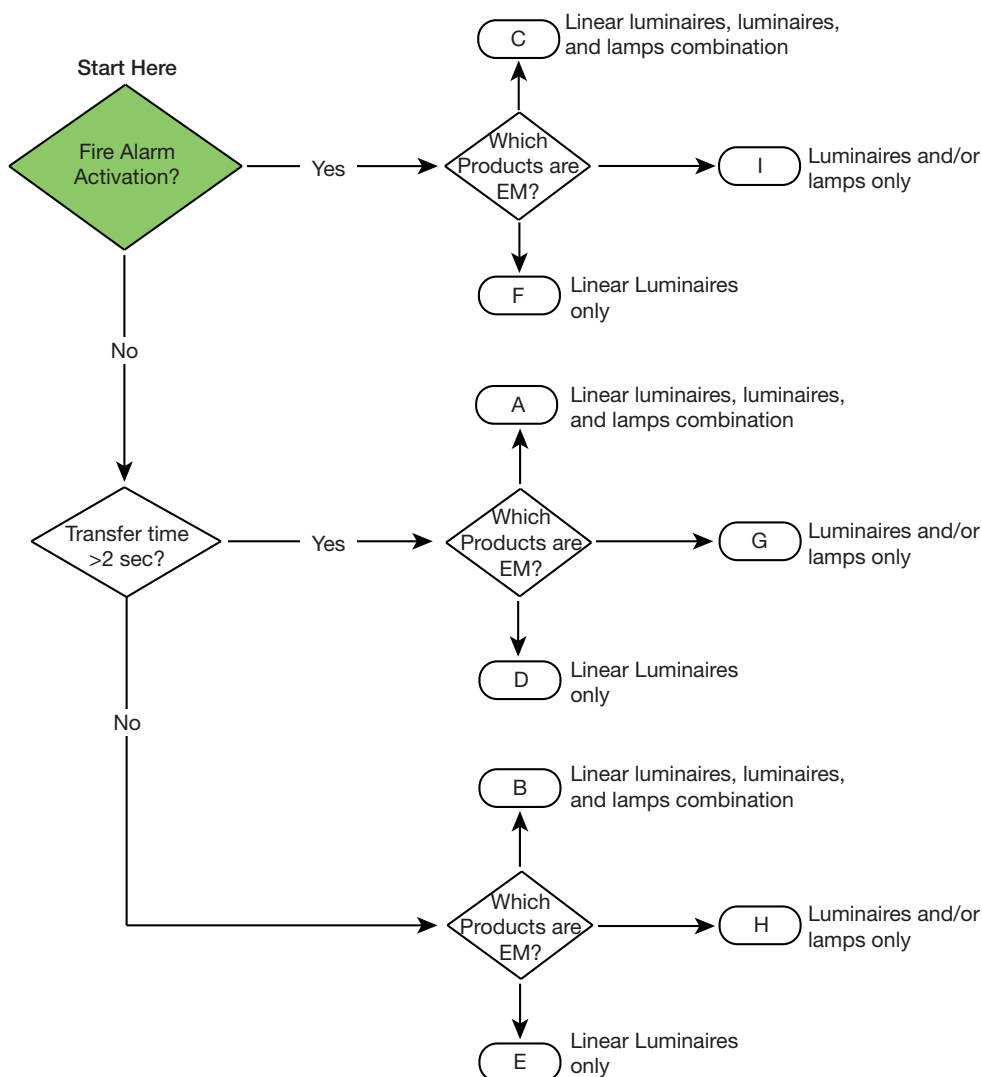 Start Here
Fire Alarm
Activation?
Yes
Which
Products are
EM?
C
Linear luminaires, luminaires,
and lamps combination
I
Luminaires and/or
lamps only
F
Linear Luminaires
only
No
Transfer time
>2 sec?
Yes
Which
Products are
EM?
A
Linear luminaires, luminaires,
and lamps combination
G
Luminaires and/or
lamps only
D
Linear Luminaires
only
No
Which
Products are
EM?
B
Linear luminaires, luminaires,
and lamps combination
H
Luminaires and/or
lamps only
E
Linear Luminaires
only